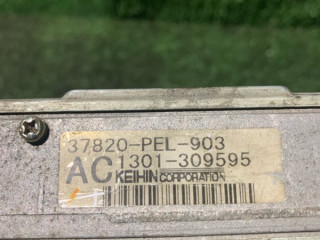 37820-PEL-903
AC 1301-309595
KEIHIN CORPORATION